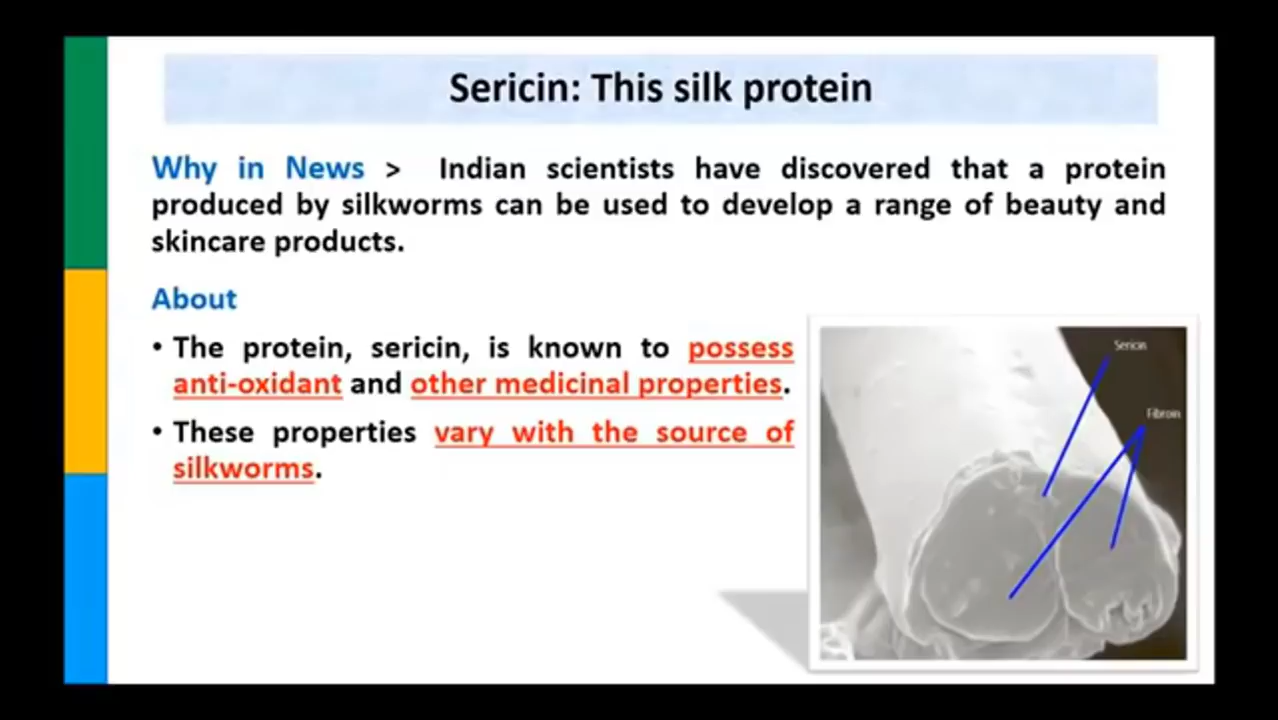 Sericin: This silk protein
Why in News > Indian scientists have discovered that a protein
produced by silkworms can be used to develop a range of beauty and
skincare products.
About
• The protein, sericin, is known to possess
anti-oxidant and other medicinal properties.
• These properties vary with the source of
silkworms.
Sericin
Fibroin